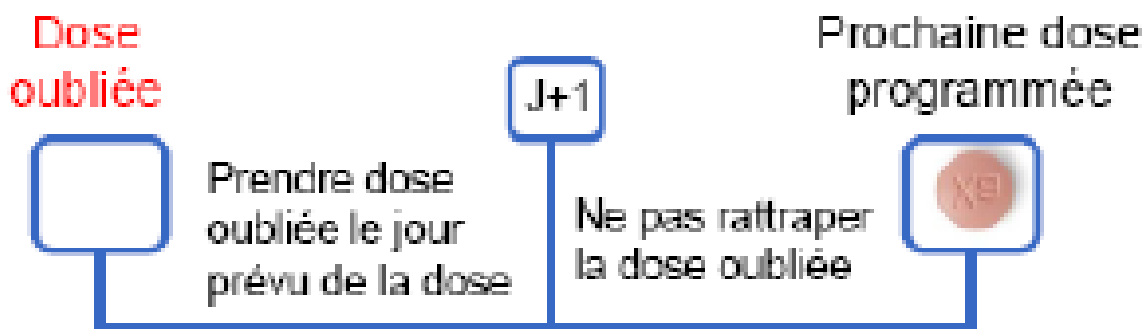 Dose
oubliée
J+1
Prochaine dose
programmée
Prendre dose
oubliée le jour
prévu de la dose
Ne pas rattraper
la dose oubliée